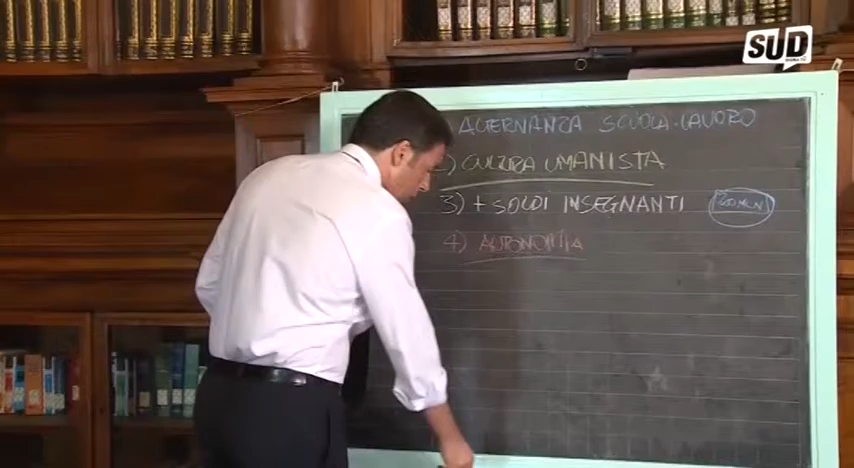 SUD
ALTERNANZA SCUOLA-LAVORO
2) CULTURA UMANISTA
3) + SOLDI INSEGNANTI
4) AUTONOMIA